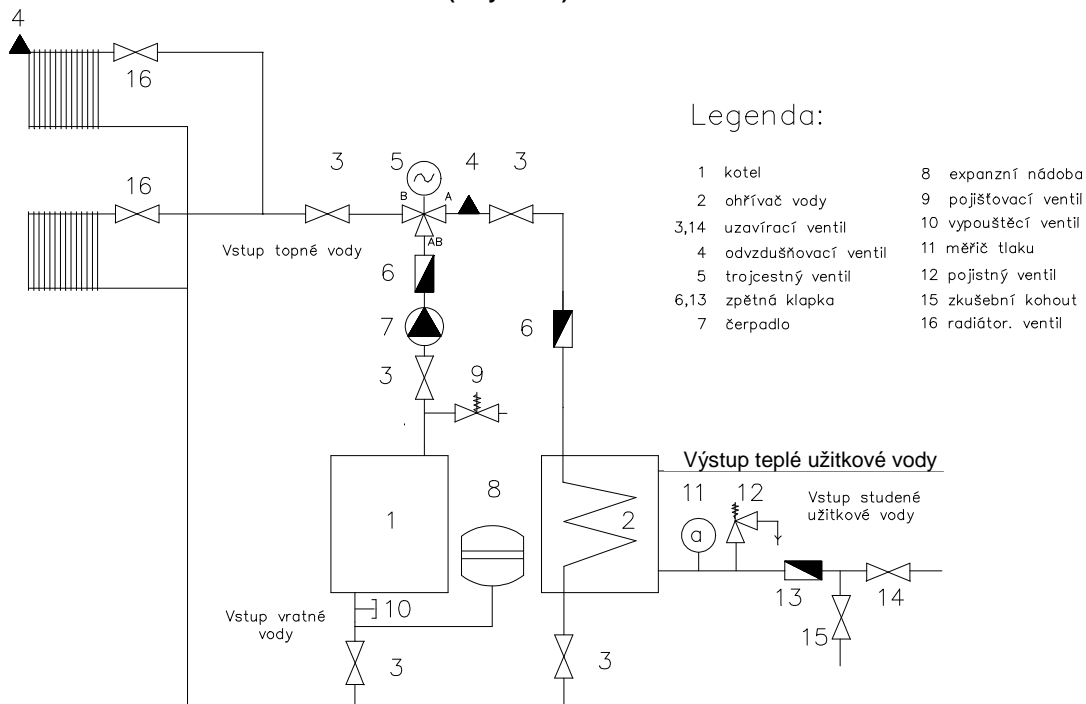 4
16
16
3
5
4
3
B
A
AB
Vstup topné vody
6
7
6
3
9
Legenda:
1 kotel
2 ohřívač vody
3,14 uzavírací ventil
4 odvzdušňovací ventil
5 trojcestný ventil
6,13 zpětná klapka
7 čerpadlo
8 expanzní nádoba
9 pojišťovací ventil
10 vypouštěcí ventil
11 měřič tlaku
12 pojistný ventil
15 zkušební kohout
16 radiátor. ventil
Výstup teplé užitkové vody
8
11
12
Vstup studené
užitkové vody
1
2
a
13
14
15
10
Vstup vratné
vody
3
3